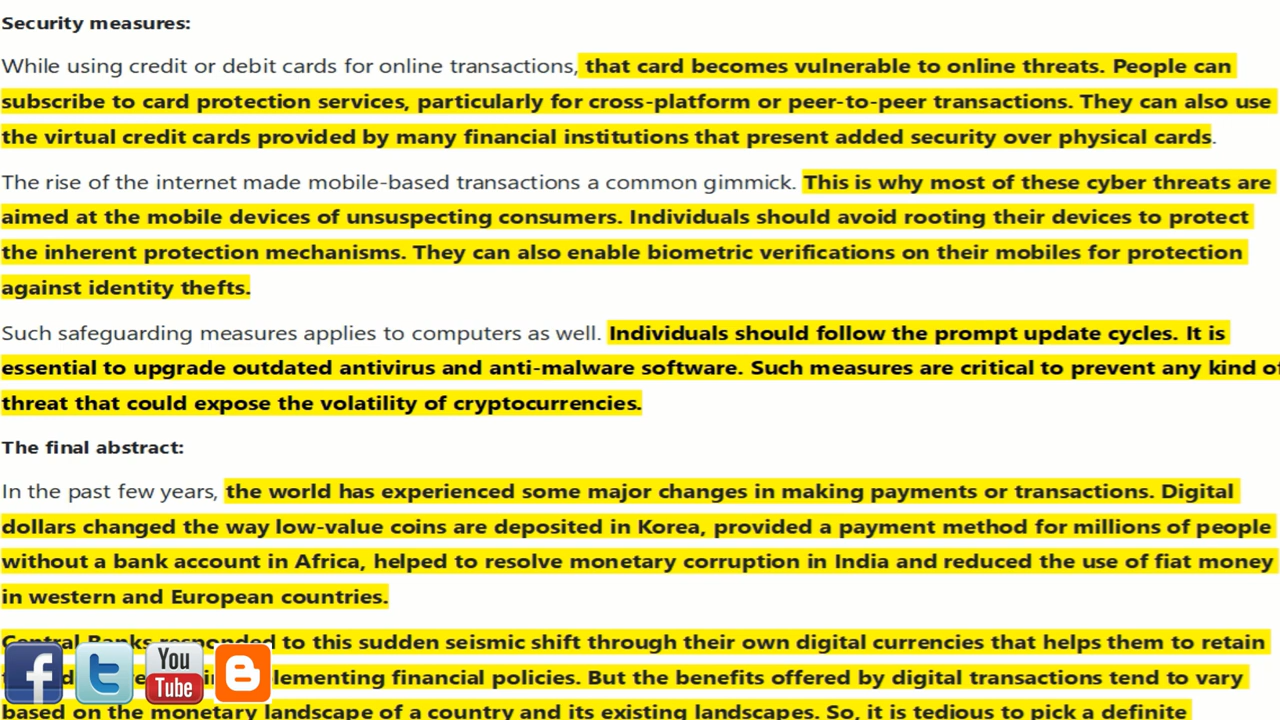 Security measures:
While using credit or debit cards for online transactions, that card becomes vulnerable to online threats. People can
subscribe to card protection services, particularly for cross-platform or peer-to-peer transactions. They can also use
the virtual credit cards provided by many financial institutions that present added security over physical cards.
The rise of the internet made mobile-based transactions a common gimmick. This is why most of these cyber threats are
aimed at the mobile devices of unsuspecting consumers. Individuals should avoid rooting their devices to protect
the inherent protection mechanisms. They can also enable biometric verifications on their mobiles for protection
against identity thefts.
Such safeguarding measures applies to computers as well. Individuals should follow the prompt update cycles. It is
essential to upgrade outdated antivirus and anti-malware software. Such measures are critical to prevent any kind of
threat that could expose the volatility of cryptocurrencies.
The final abstract:
In the past few years, the world has experienced some major changes in making payments or transactions. Digital
dollars changed the way low-value coins are deposited in Korea, provided a payment method for millions of people
without a bank account in Africa, helped to resolve monetary corruption in India and reduced the use of fiat money
in western and European countries.
Central Banks responded to this sudden seismic shift through their own digital currencies that helps them to retain
financial policies. But the benefits offered by digital transactions tend to vary
based on the monetary landscape of a country and its existing landscapes. So, it is tedious to pick a definite
You
Tube